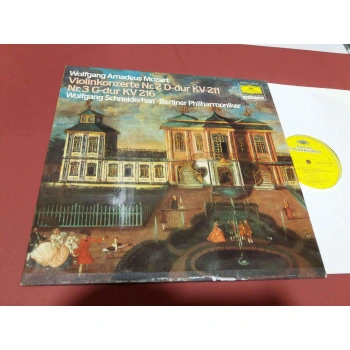 Wolfgang Amadeus Mozart
Violinkonzerte Nr. 2 D-dur KV 211
Nr. 3 G-dur KV 216
Wolfgang Schneiderhan · Berliner Philharmoniker